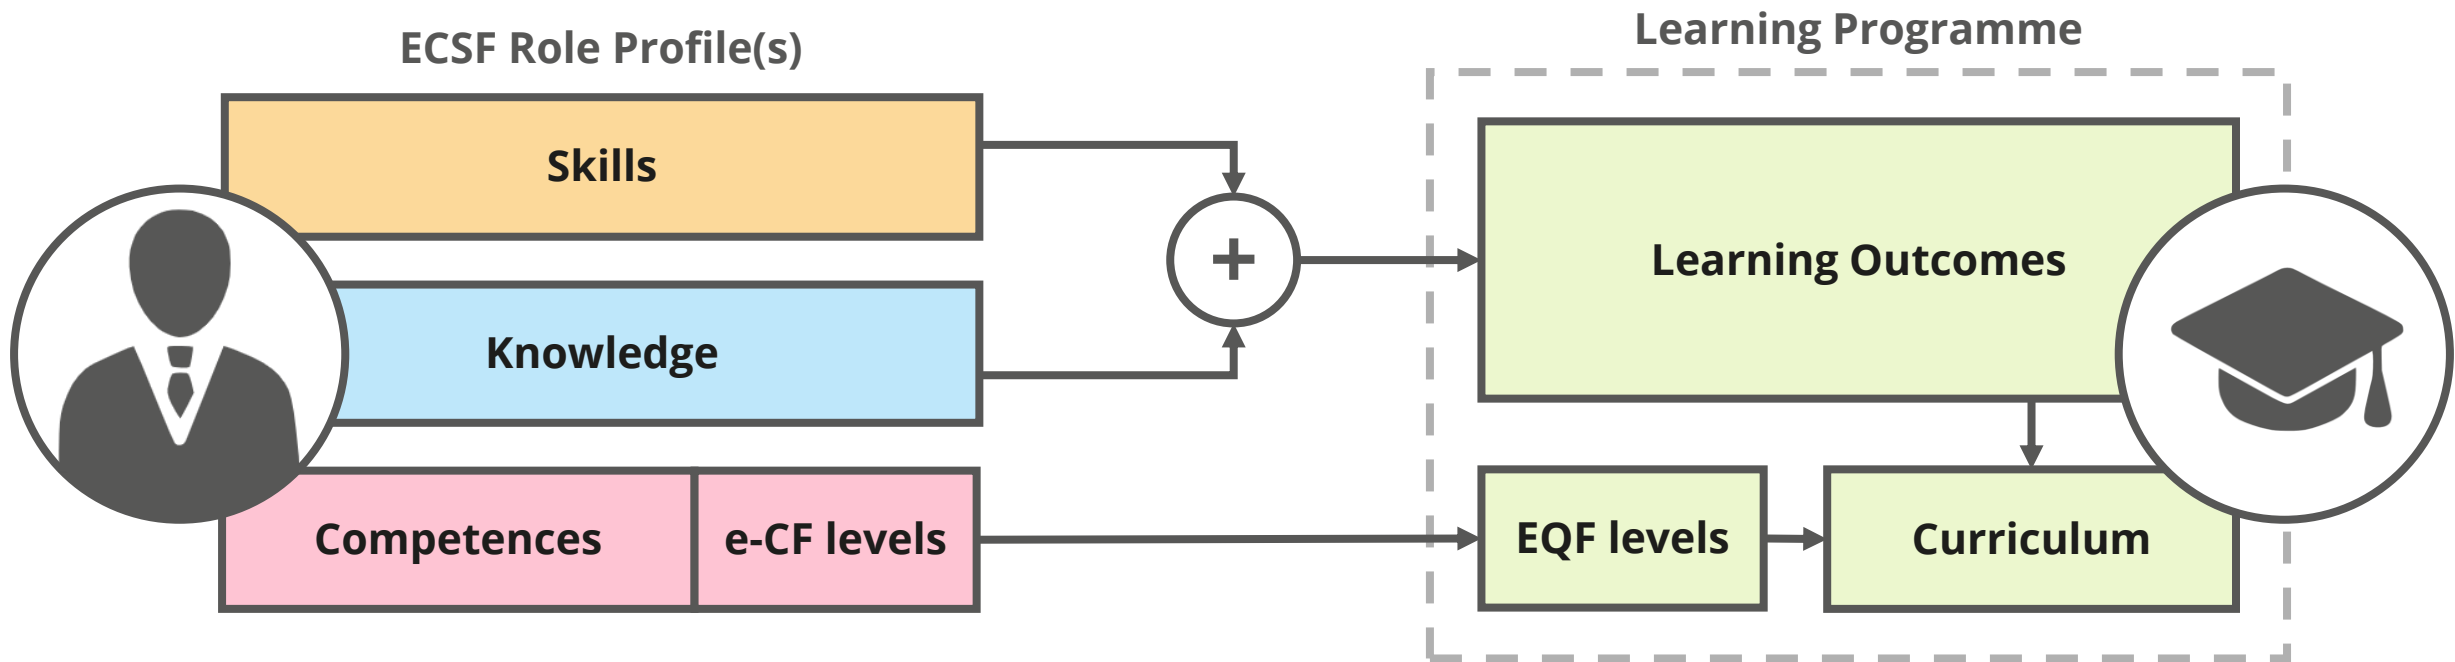 ECSF Role Profile(s)
Skills
Knowledge
Competences
e-CF levels
+
Learning Programme
Learning Outcomes
EQF levels
Curriculum